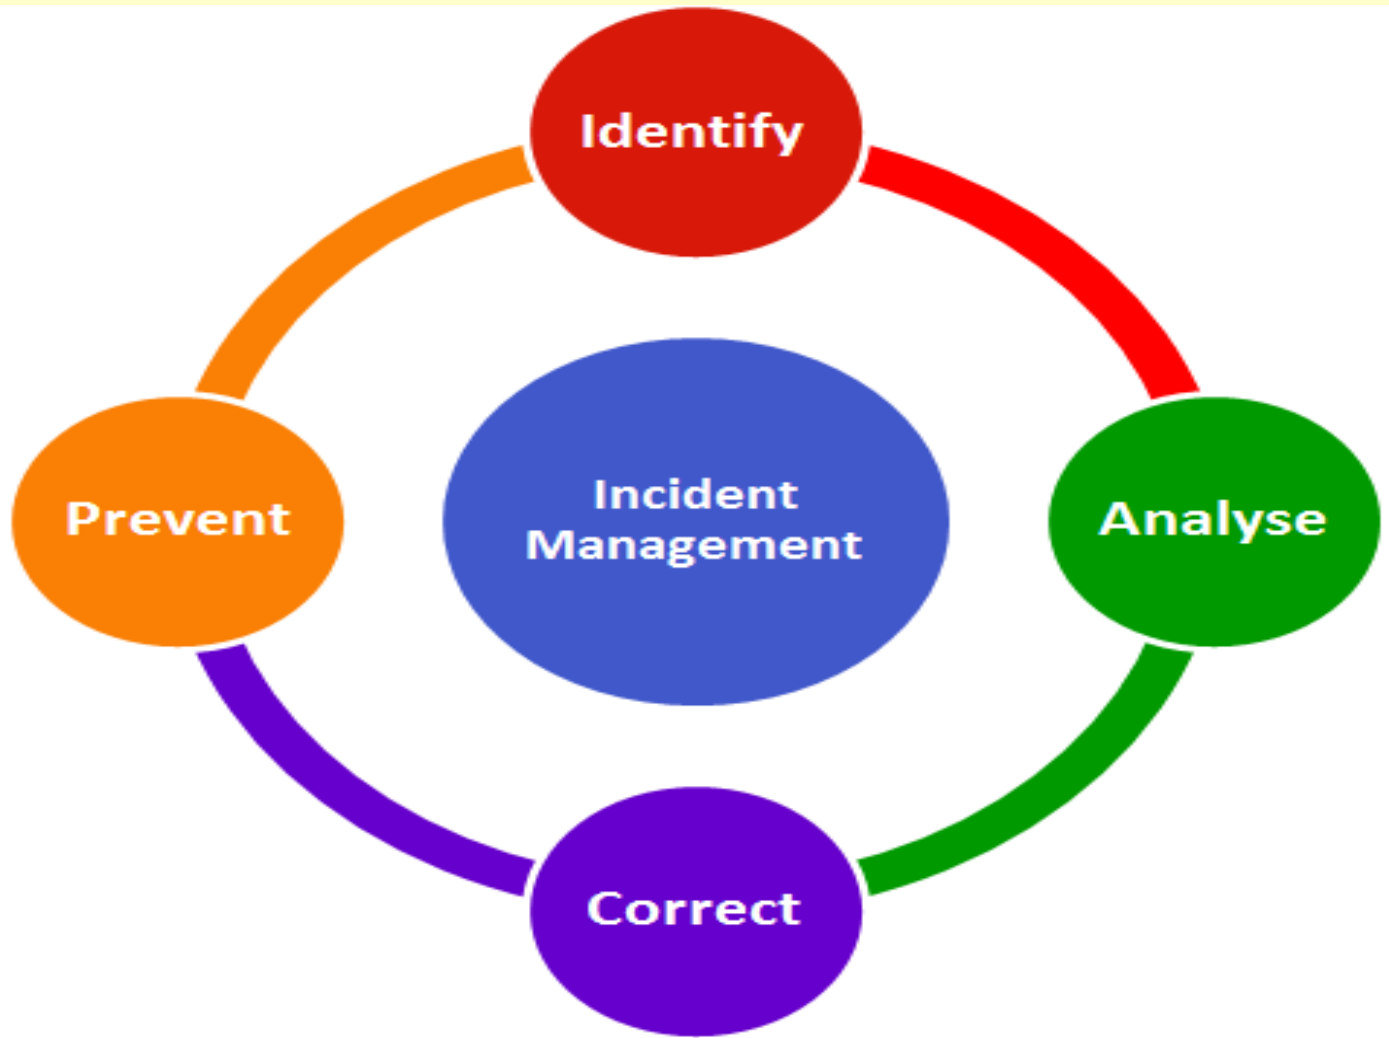 Identify
Prevent
Incident
Management
Analyse
Correct